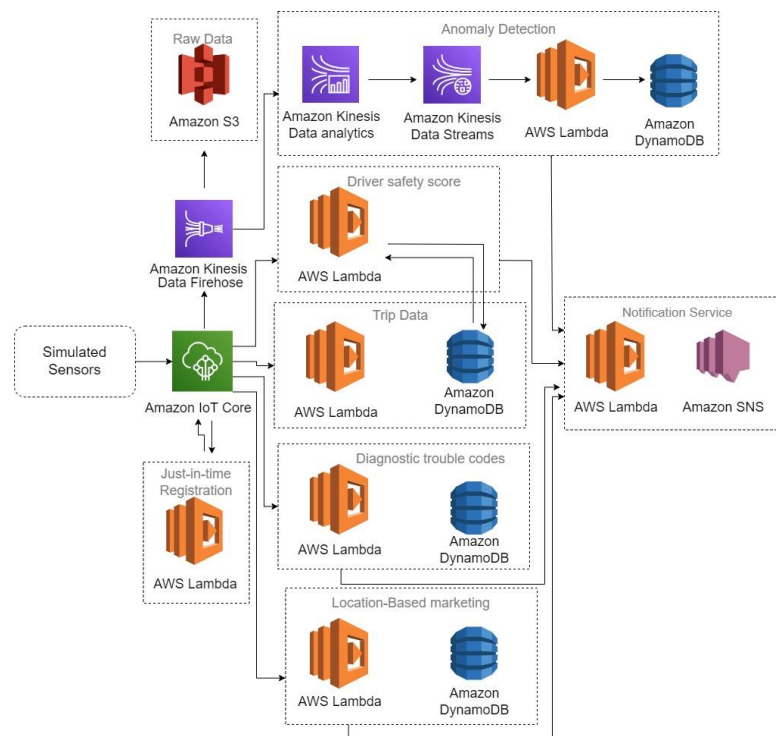 Raw Data
Amazon S3
Anomaly Detection
Amazon Kinesis
Data analytics
Amazon Kinesis
Data Streams
AWS Lambda
Amazon
DynamoDB
Amazon Kinesis
Data Firehose
Driver safety score
AWS Lambda
Simulated
Sensors
Amazon IoT Core
Trip Data
AWS Lambda
Amazon
DynamoDB
Notification Service
AWS Lambda
Amazon SNS
Just-in-time
Registration
AWS Lambda
Diagnostic trouble codes
AWS Lambda
Amazon
DynamoDB
Location-Based marketing
AWS Lambda
Amazon
DynamoDB